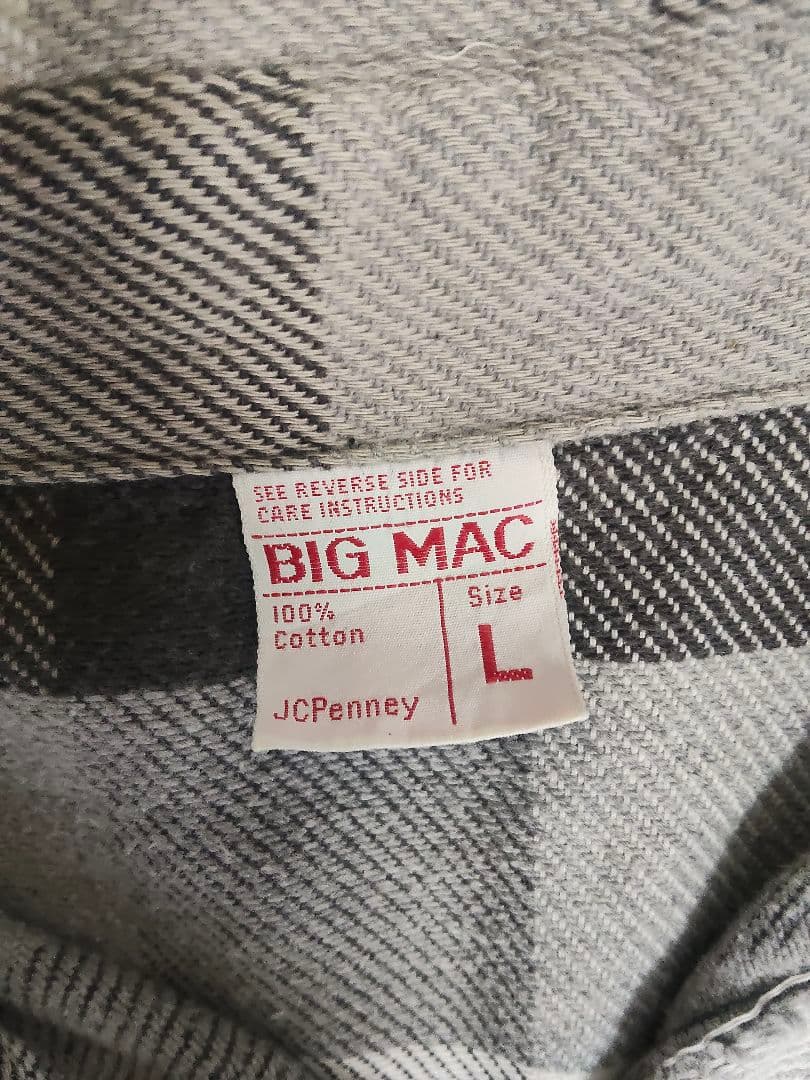 SEE REVERSE SIDE FOR
CARE INSTRUCTIONS
BIG MAC
100%
Cotton
JCPenney
Size
L